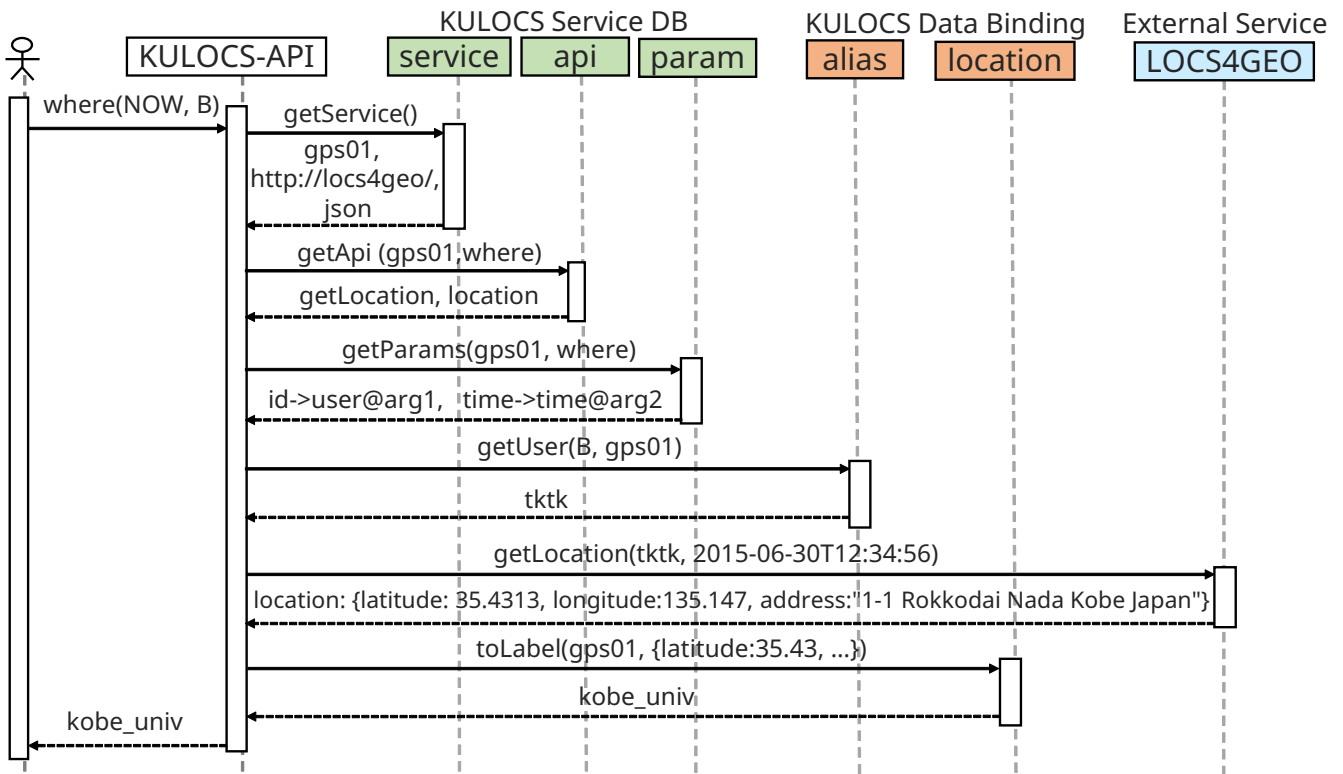 KULOCS Service DB
KULOCS Data Binding
External Service
KULOCS-API
service
api
param
alias
location
LOCS4GEO
where(NOW, B)
getService()
gps01,
http://locs4geo/,
json
getApi (gps01,where)
getLocation, location
getParams(gps01, where)
id->user@arg1, time->time@arg2
getUser(B, gps01)
tktk
getLocation(tktk, 2015-06-30T12:34:56)
location: {latitude: 35.4313, longitude:135.147, address:"1-1 Rokkodai Nada Kobe Japan"}
toLabel(gps01, {latitude:35.43, ...})
kobe_univ
kobe_univ